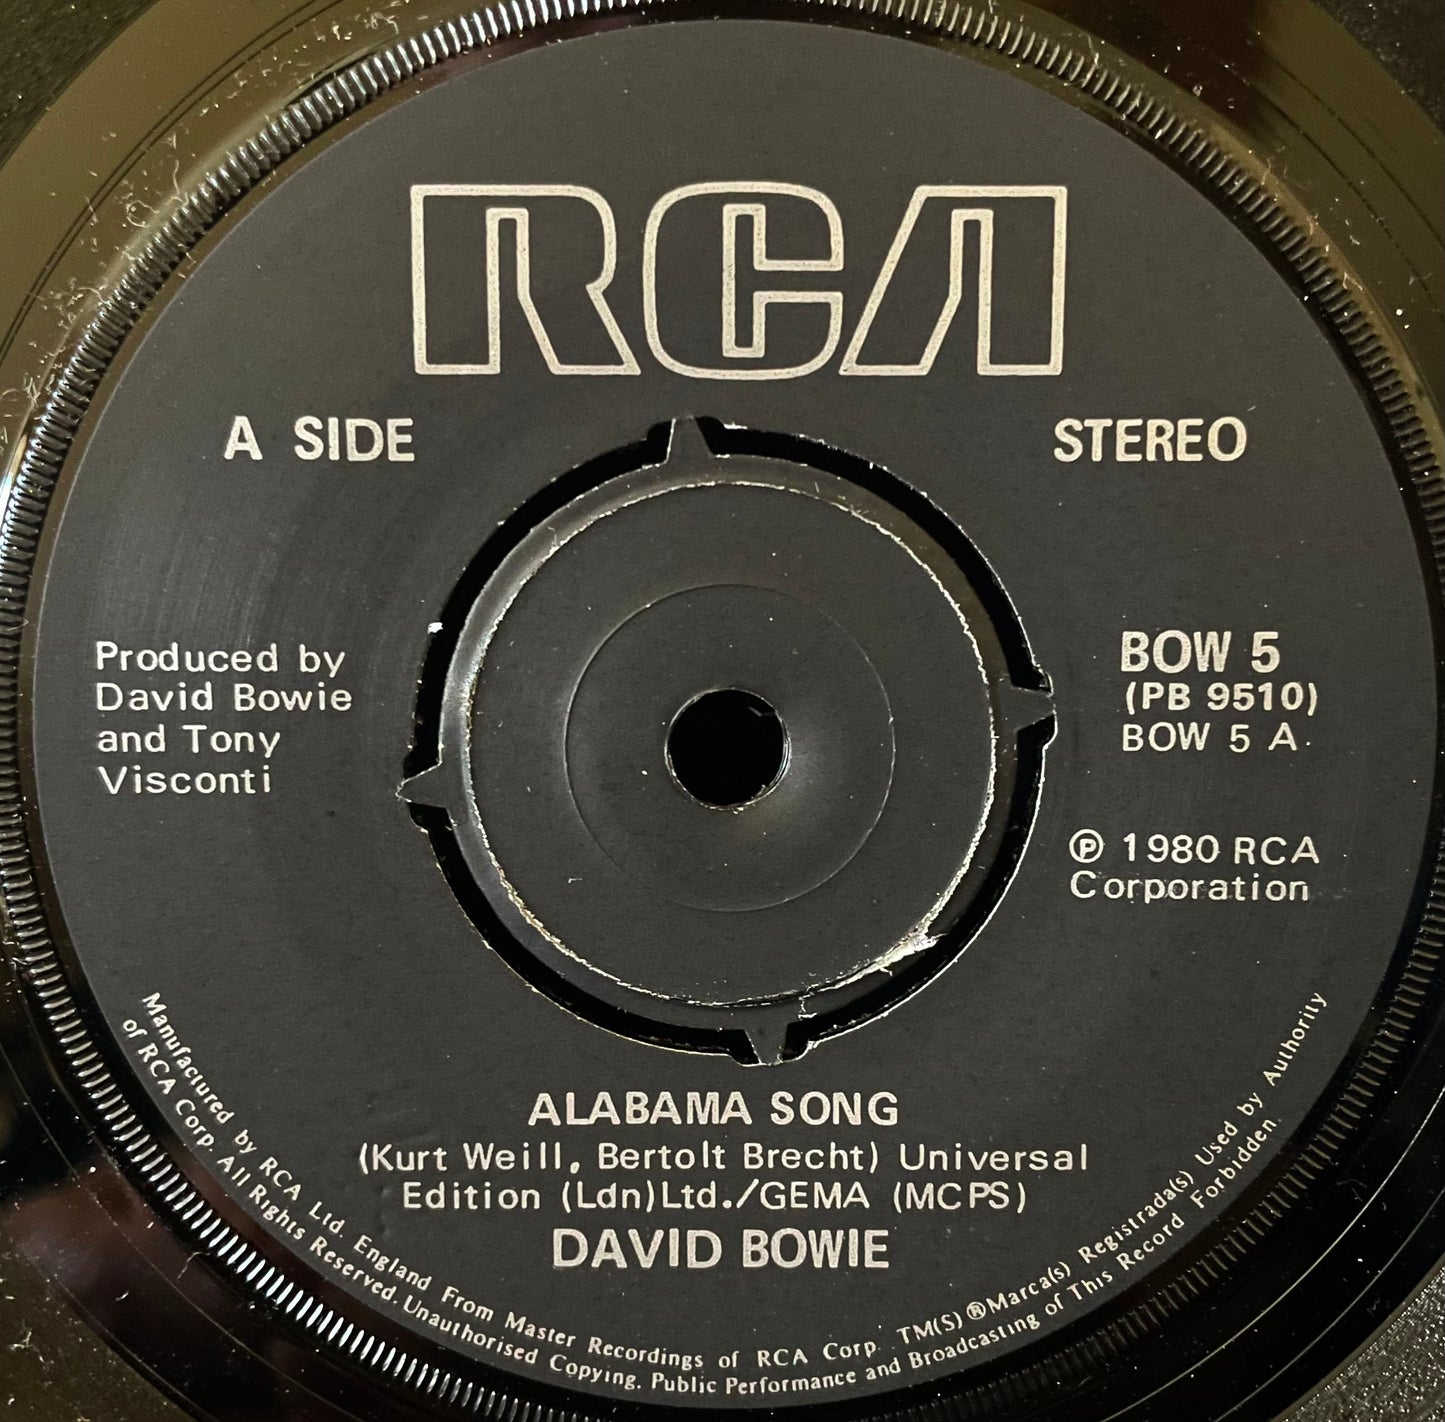 RCA
A SIDE
STEREO
Produced by
David Bowie
and Tony
Visconti
BOW 5
(PB 9510)
BOW 5 A
℗ 1980 RCA
Corporation
ALABAMA SONG
(Kurt Weill, Bertolt Brecht) Universal
Edition (Ldn)Ltd./GEMA (MCPS)
DAVID BOWIE
Manufactured by RCA Ltd. England From Master Recordings of RCA Corp. TM(S)®Marca(s) Registrada(s) Used by Authority
of RCA Corp. All Rights Reserved. Unauthorised Copying. Public Performance and Broadcasting of This Record Forbidden.